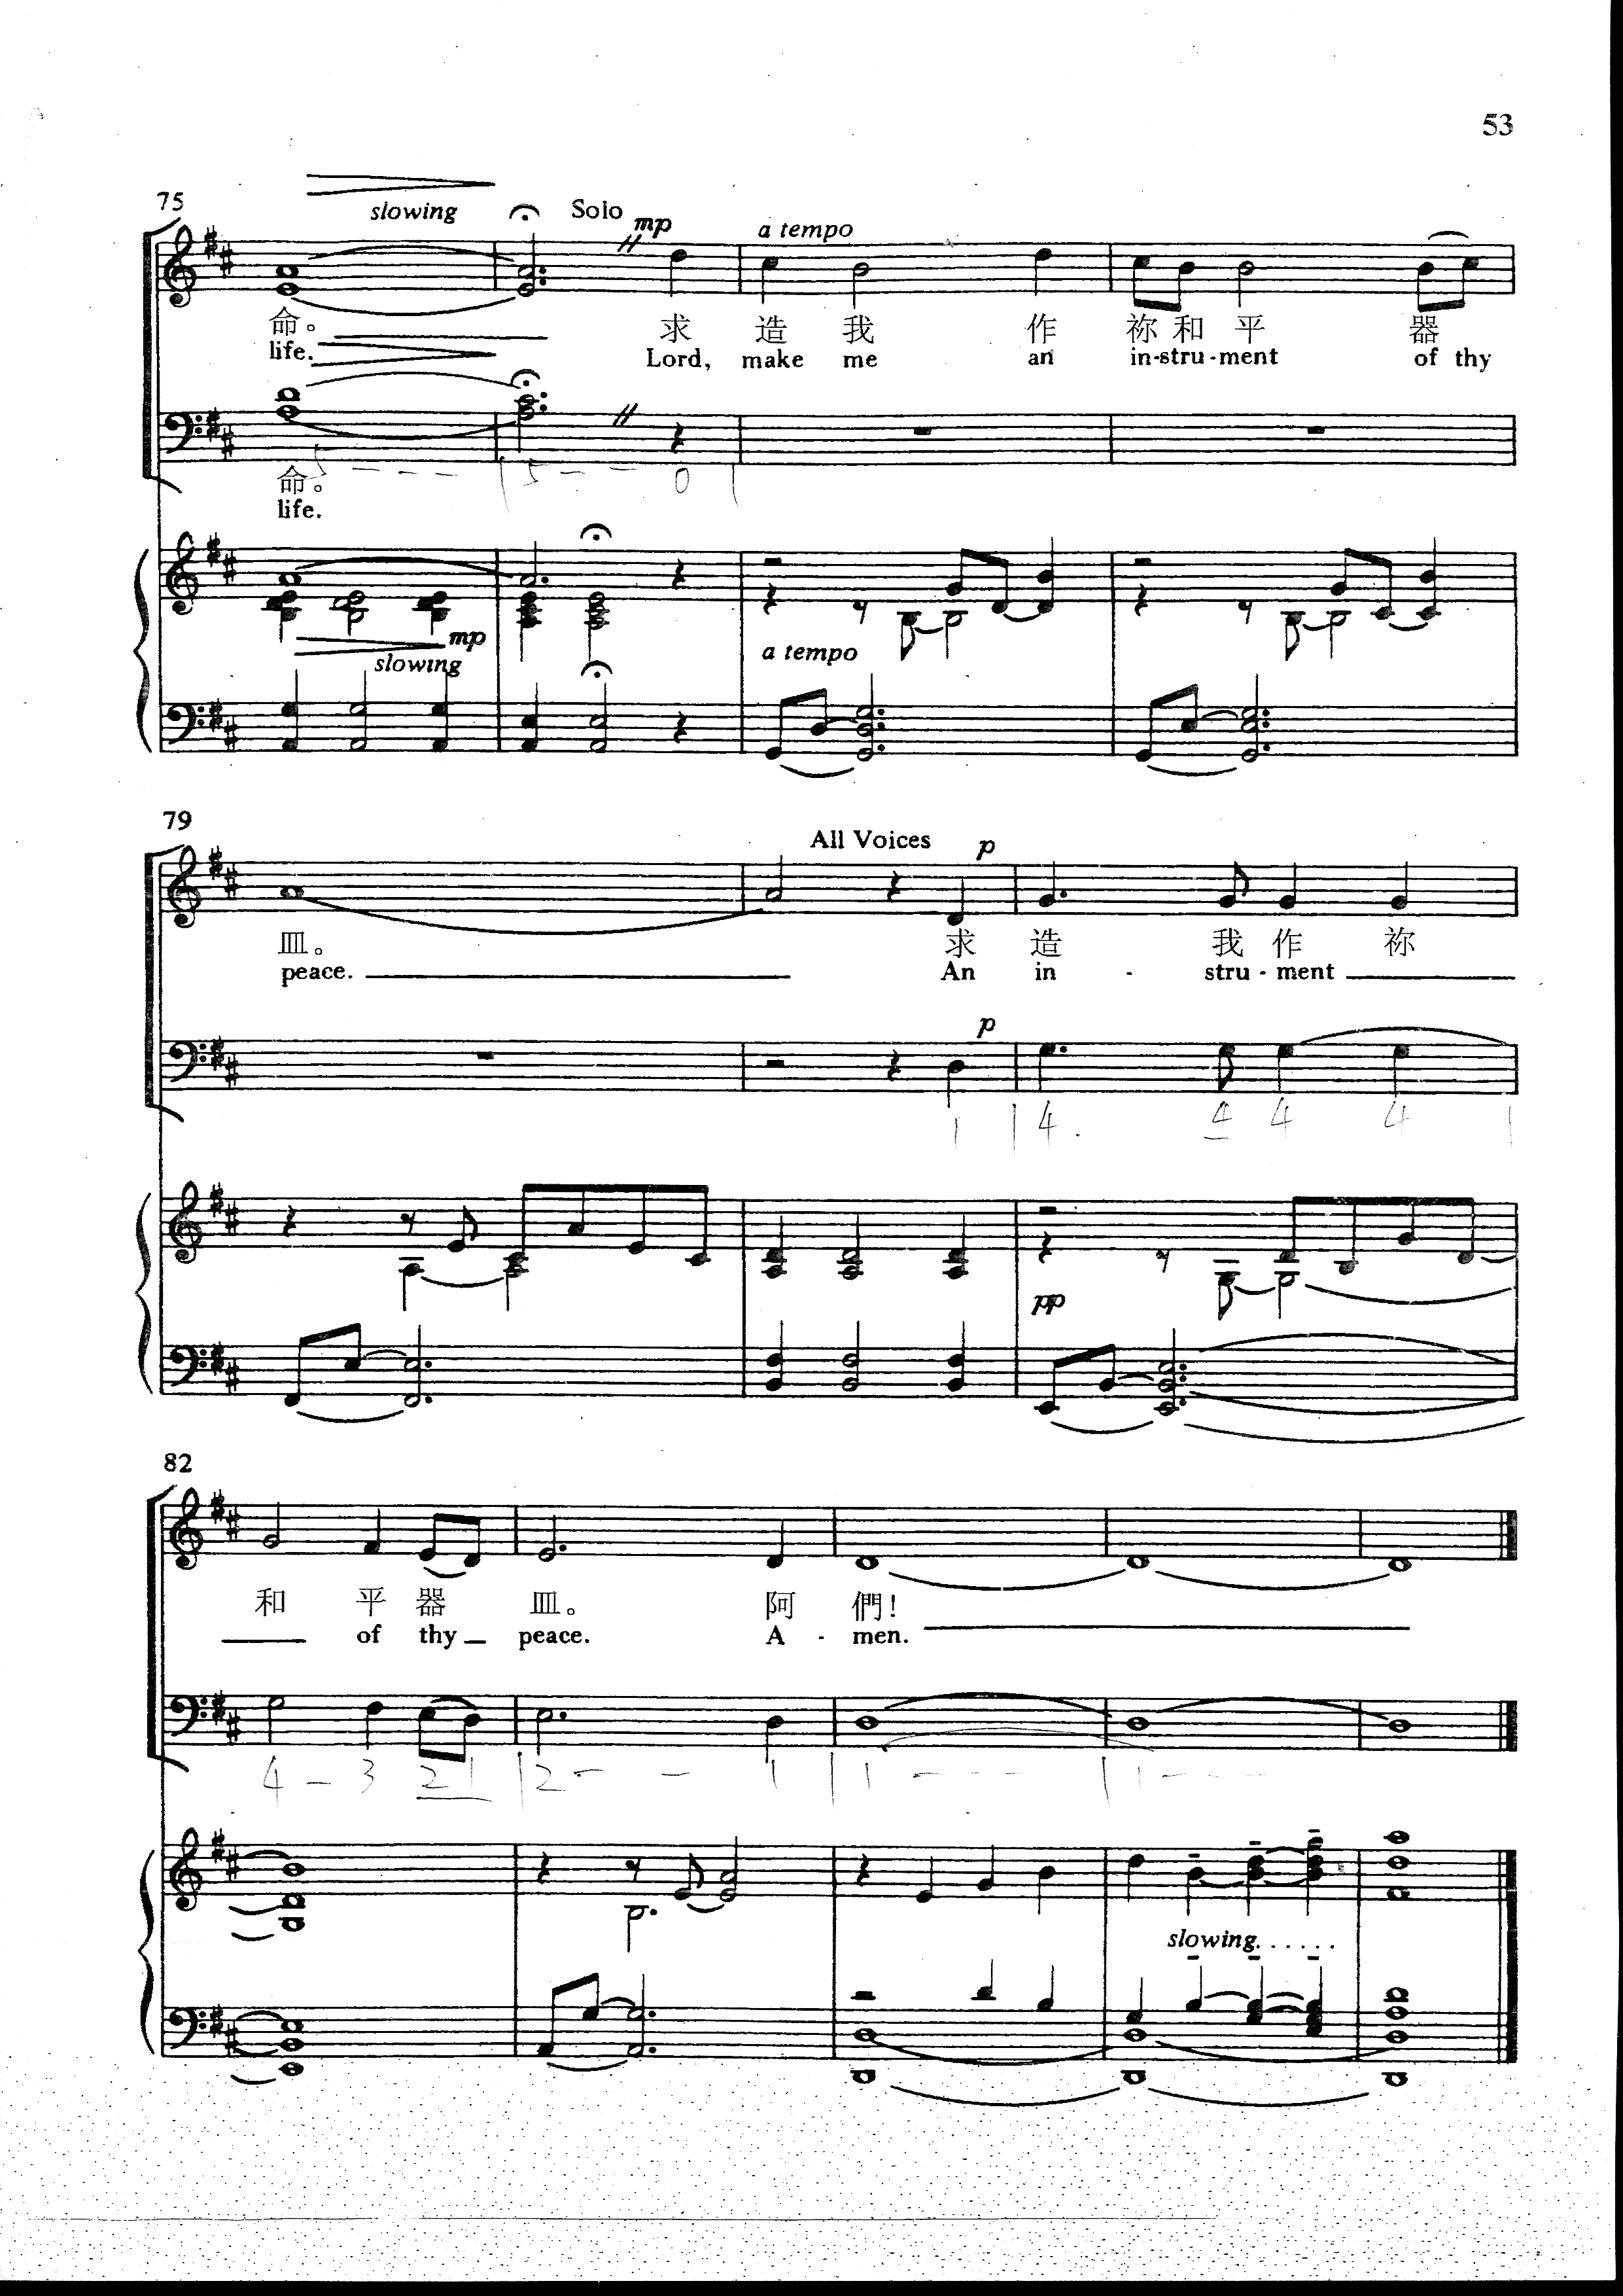 53
75
slowing
Solo
mp
a tempo
命。 求 造 我 作 祢 和 平 器
life. Lord, make me an in-stru-ment of thy
5 - - - | 5 - - 0 |
命。
life.
mp
slowing
a tempo
79
All Voices
p
皿。 求 造 我 作 祢
peace. An in - stru - ment
p
1 | 4 . 4 4 4 |
pp
82
和 平 器 皿。 阿 們!
of thy peace. A - men.
4 - 3 2 1 | 2 - - 1 | 1 - - - | 1 - - -
slowing......